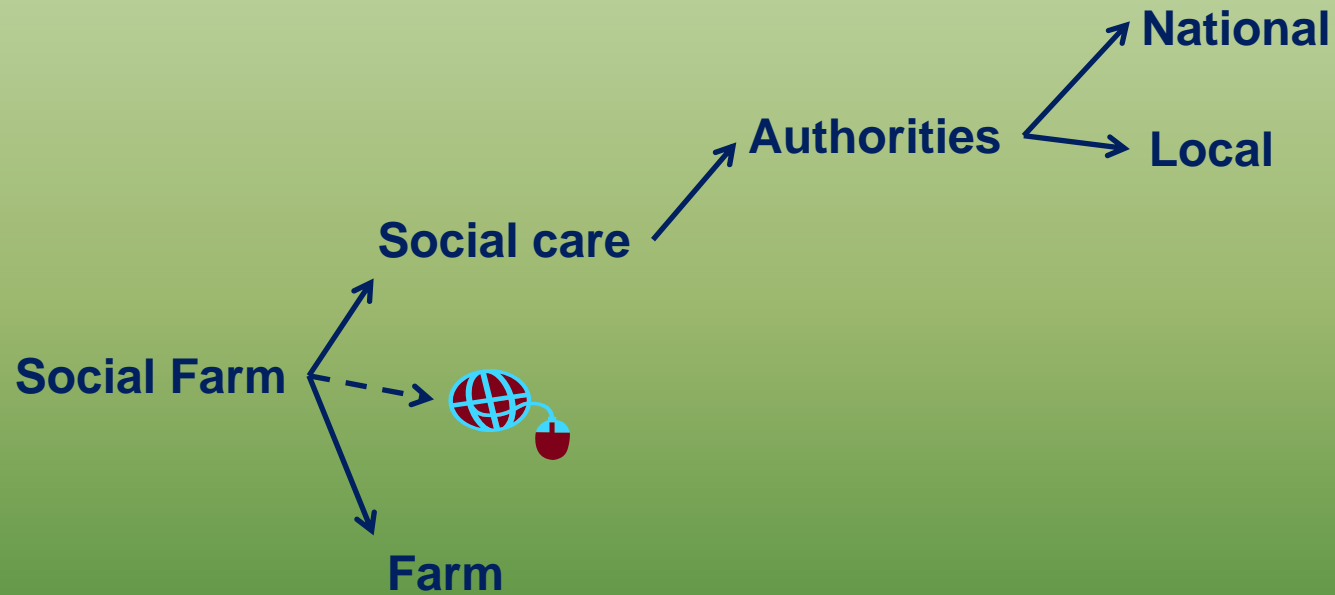 National
Authorities
Local
Social care
Social Farm
Farm